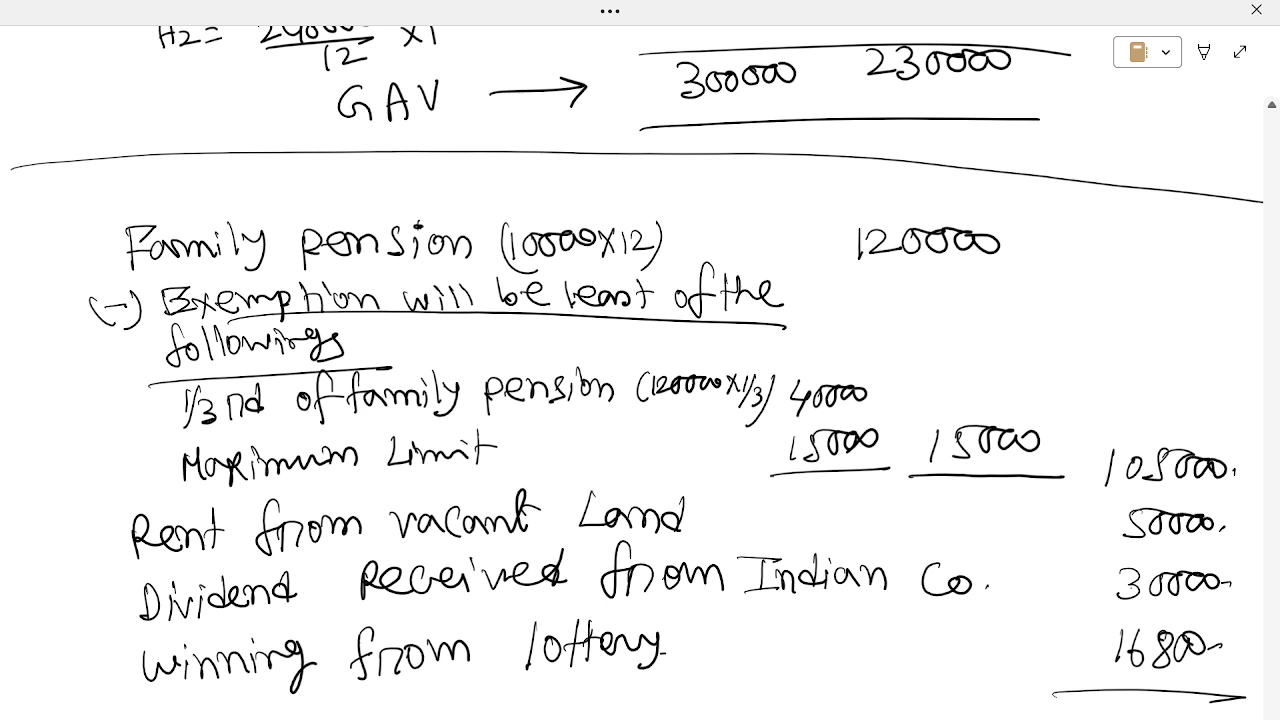 H2 = 240000/12 x1
300000 230000
GAV →
Family pension (10000X12) 120000
(-) Exemption will be least of the
followings
1/3 nd of family pension (120000X1/3) 40000
Maximum Limit 15000 15000 105000.
Rent from vacant Land 50000.
Dividend Received from Indian Co. 30000
Winning from lottery. 16800